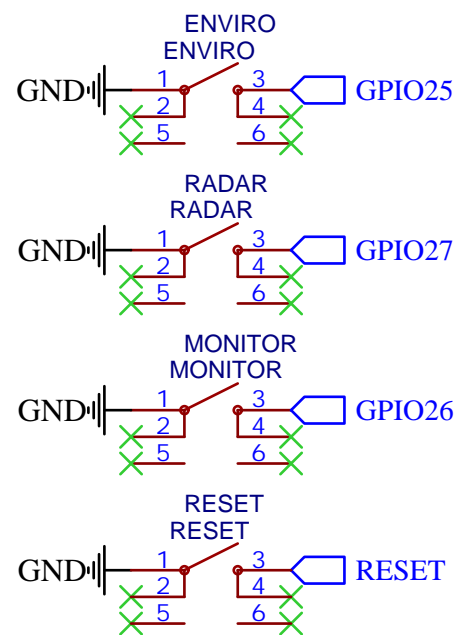 ENVIRO
ENVIRO
GND 1 3 GPIO25
2 4
5 6
RADAR
RADAR
GND 1 3 GPIO27
2 4
5 6
MONITOR
MONITOR
GND 1 3 GPIO26
2 4
5 6
RESET
RESET
GND 1 3 RESET
2 4
5 6